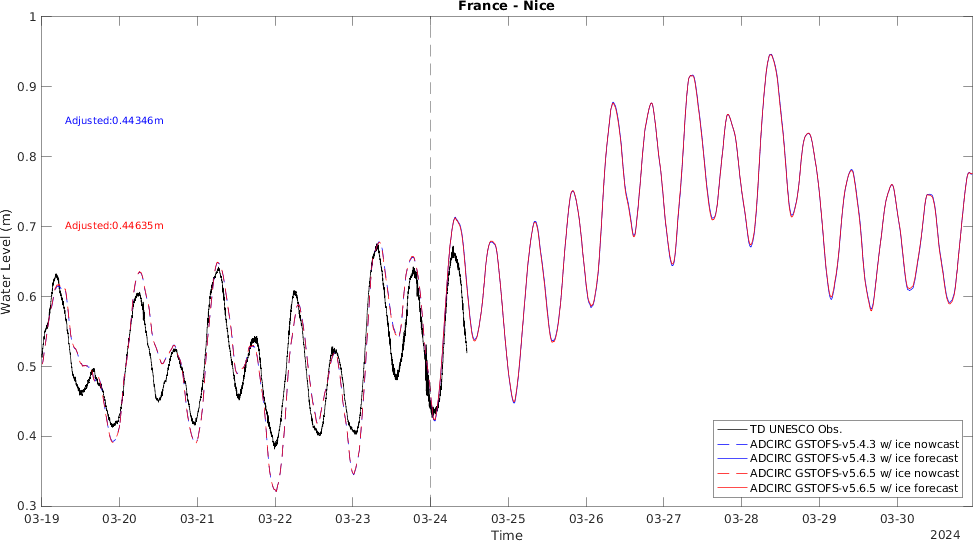 France - Nice
1
0.9
0.8
0.7
0.6
0.5
0.4
0.3
Water Level (m)
Adjusted:0.44346m
Adjusted:0.44635m
TD UNESCO Obs.
ADCIRC GSTOFS-v5.4.3 w/ ice nowcast
ADCIRC GSTOFS-v5.4.3 w/ ice forecast
ADCIRC GSTOFS-v5.6.5 w/ ice nowcast
ADCIRC GSTOFS-v5.6.5 w/ ice forecast
03-19 03-20 03-21 03-22 03-23 03-24 03-25 03-26 03-27 03-28 03-29 03-30
Time
2024